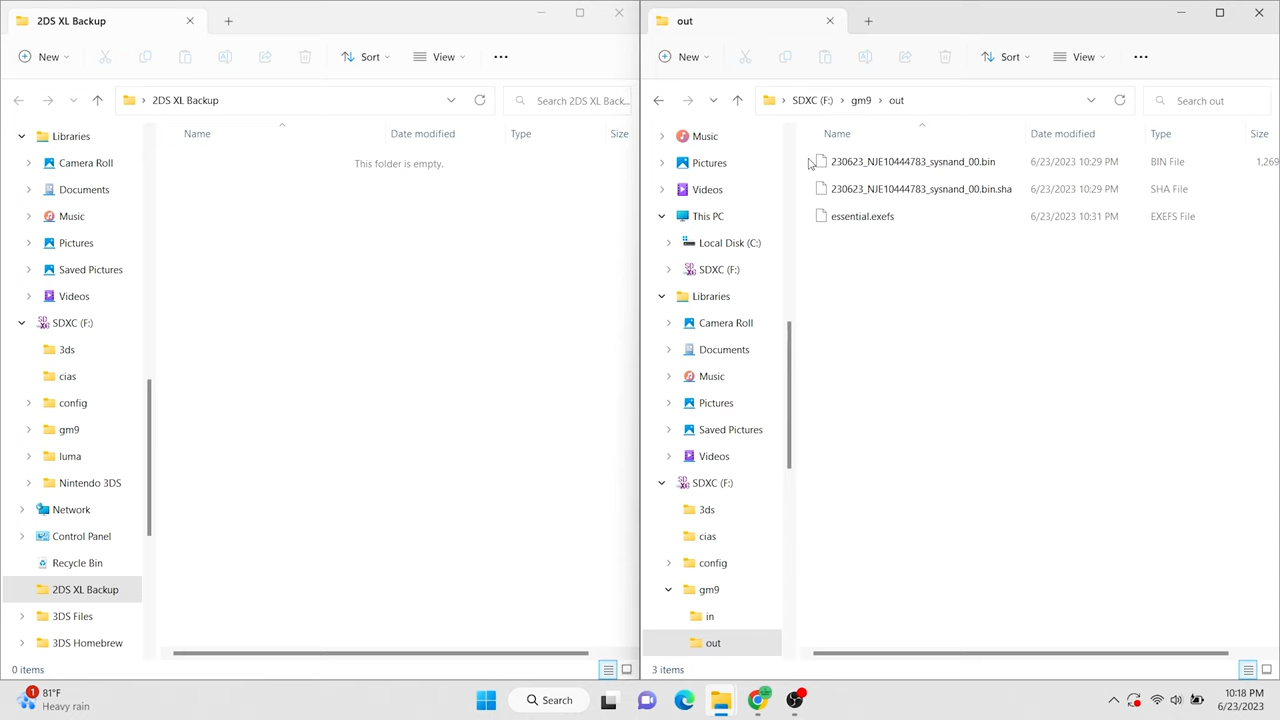 2DS XL Backup
New
Sort
View
2DS XL Backup
Search 2DS XL Back...
Name
Date modified
Type
Size
This folder is empty.
Libraries
Camera Roll
Documents
Music
Pictures
Saved Pictures
Videos
SDXC (F:)
3ds
cias
config
gm9
luma
Nintendo 3DS
Network
Control Panel
Recycle Bin
2DS XL Backup
3DS Files
3DS Homebrew
0 items
out
New
Sort
View
SDXC (F:) gm9 out
Search out
Name Date modified Type Size
230623_NJE10444783_sysnand_00.bin 6/23/2023 10:29 PM BIN File 1,269
230623_NJE10444783_sysnand_00.bin.sha 6/23/2023 10:29 PM SHA File
essential.exefs 6/23/2023 10:31 PM EXEFS File
Music
Pictures
Videos
This PC
Local Disk (C:)
SDXC (F:)
Libraries
Camera Roll
Documents
Music
Pictures
Saved Pictures
Videos
SDXC (F:)
3ds
cias
config
gm9
in
out
3 items
1
81°F
Heavy rain
Search
10:18 PM
6/23/2023